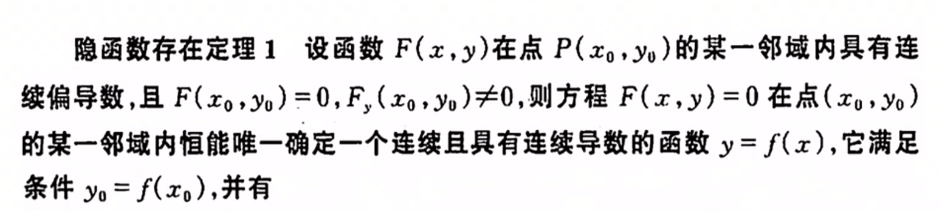 隐函数存在定理 1 设函数 F(x,y)在点 P(x₀,y₀)的某一邻域内具有连
续偏导数,且 F(x₀,y₀)=0,F_y(x₀,y₀)≠0,则方程 F(x,y)=0 在点(x₀,y₀)
的某一邻域内恒能唯一确定一个连续且具有连续导数的函数 y=f(x),它满足
条件 y₀=f(x₀),并有